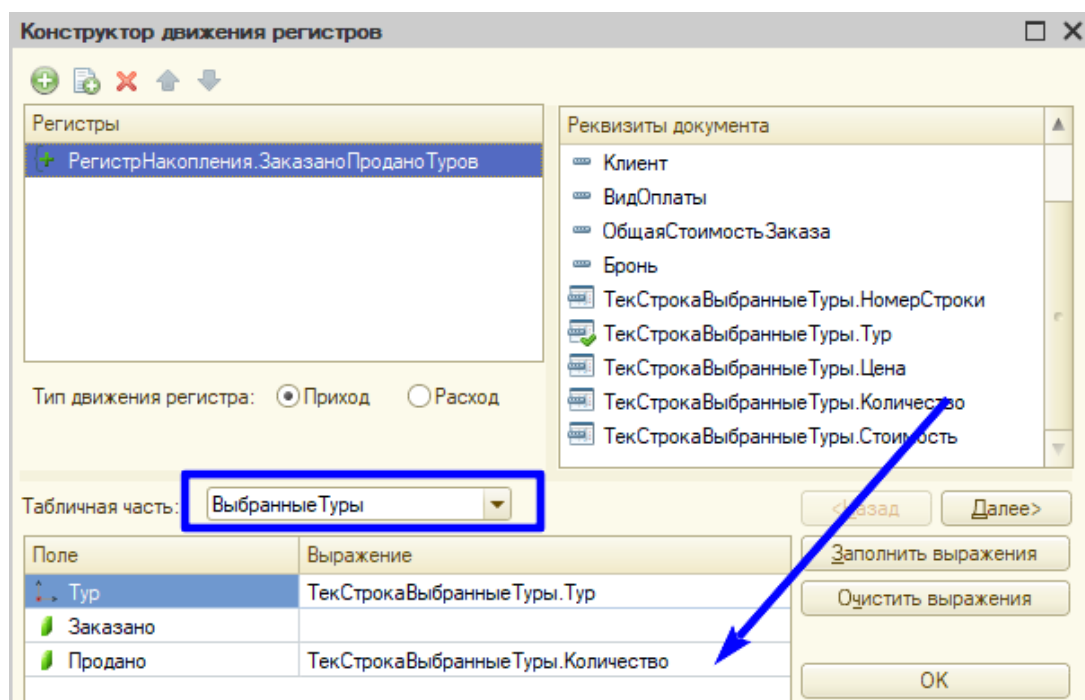 Конструктор движения регистров
Регистры
РегистрНакопления.ЗаказаноПроданоТуров
Тип движения регистра: Приход Расход
Реквизиты документа
Клиент
ВидОплаты
ОбщаяСтоимостьЗаказа
Бронь
ТекСтрокаВыбранныеТуры.НомерСтроки
ТекСтрокаВыбранныеТуры.Тур
ТекСтрокаВыбранныеТуры.Цена
ТекСтрокаВыбранныеТуры.Количество
ТекСтрокаВыбранныеТуры.Стоимость
Табличная часть: ВыбранныеТуры
<Назад Далее>
Поле Выражение
Тур ТекСтрокаВыбранныеТуры.Тур
Заказано
Продано ТекСтрокаВыбранныеТуры.Количество
Заполнить выражения
Очистить выражения
OK